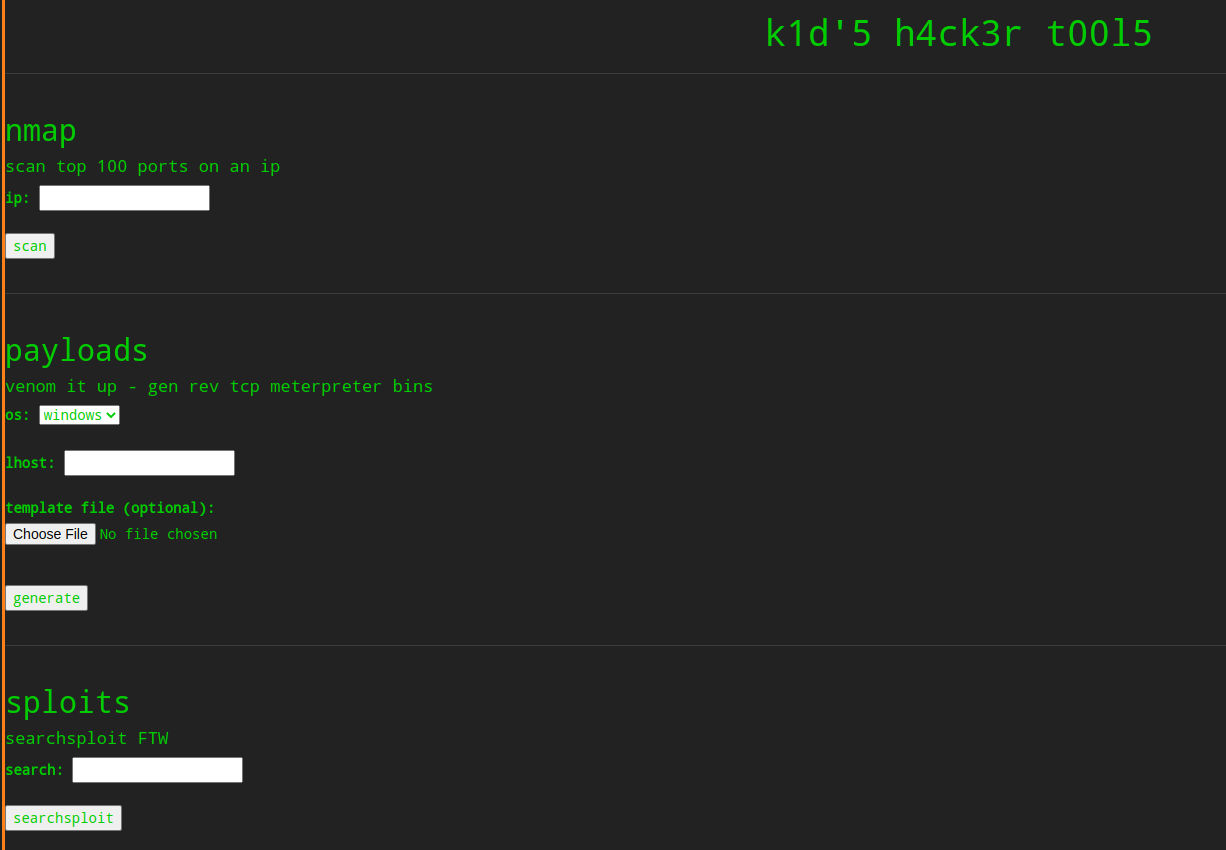 k1d'5 h4ck3r t00l5
nmap
scan top 100 ports on an ip
ip:
scan
payloads
venom it up - gen rev tcp meterpreter bins
os: windows
lhost:
template file (optional):
Choose File No file chosen
generate
sploits
searchsploit FTW
search:
searchsploit